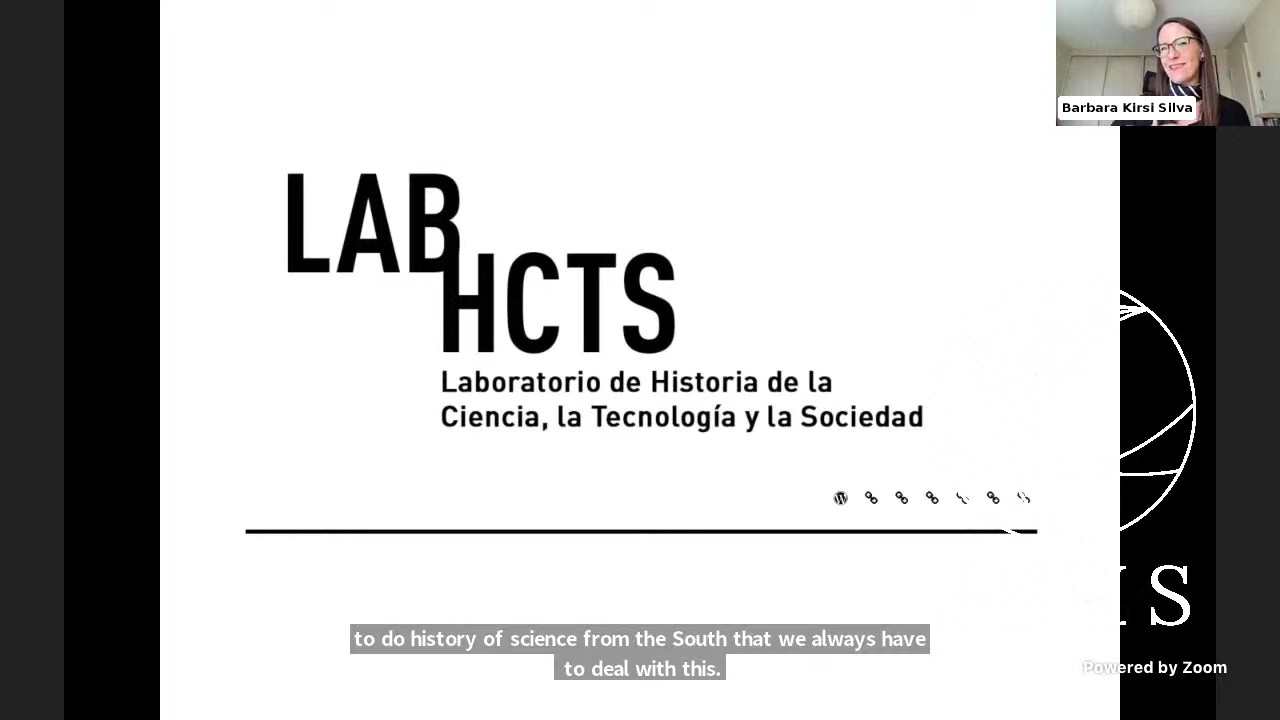 Barbara Kirsi Silva
LAB
HCTS
Laboratorio de Historia de la
Ciencia, la Tecnología y la Sociedad
S
to do history of science from the South that we always have
to deal with this.
Powered by Zoom